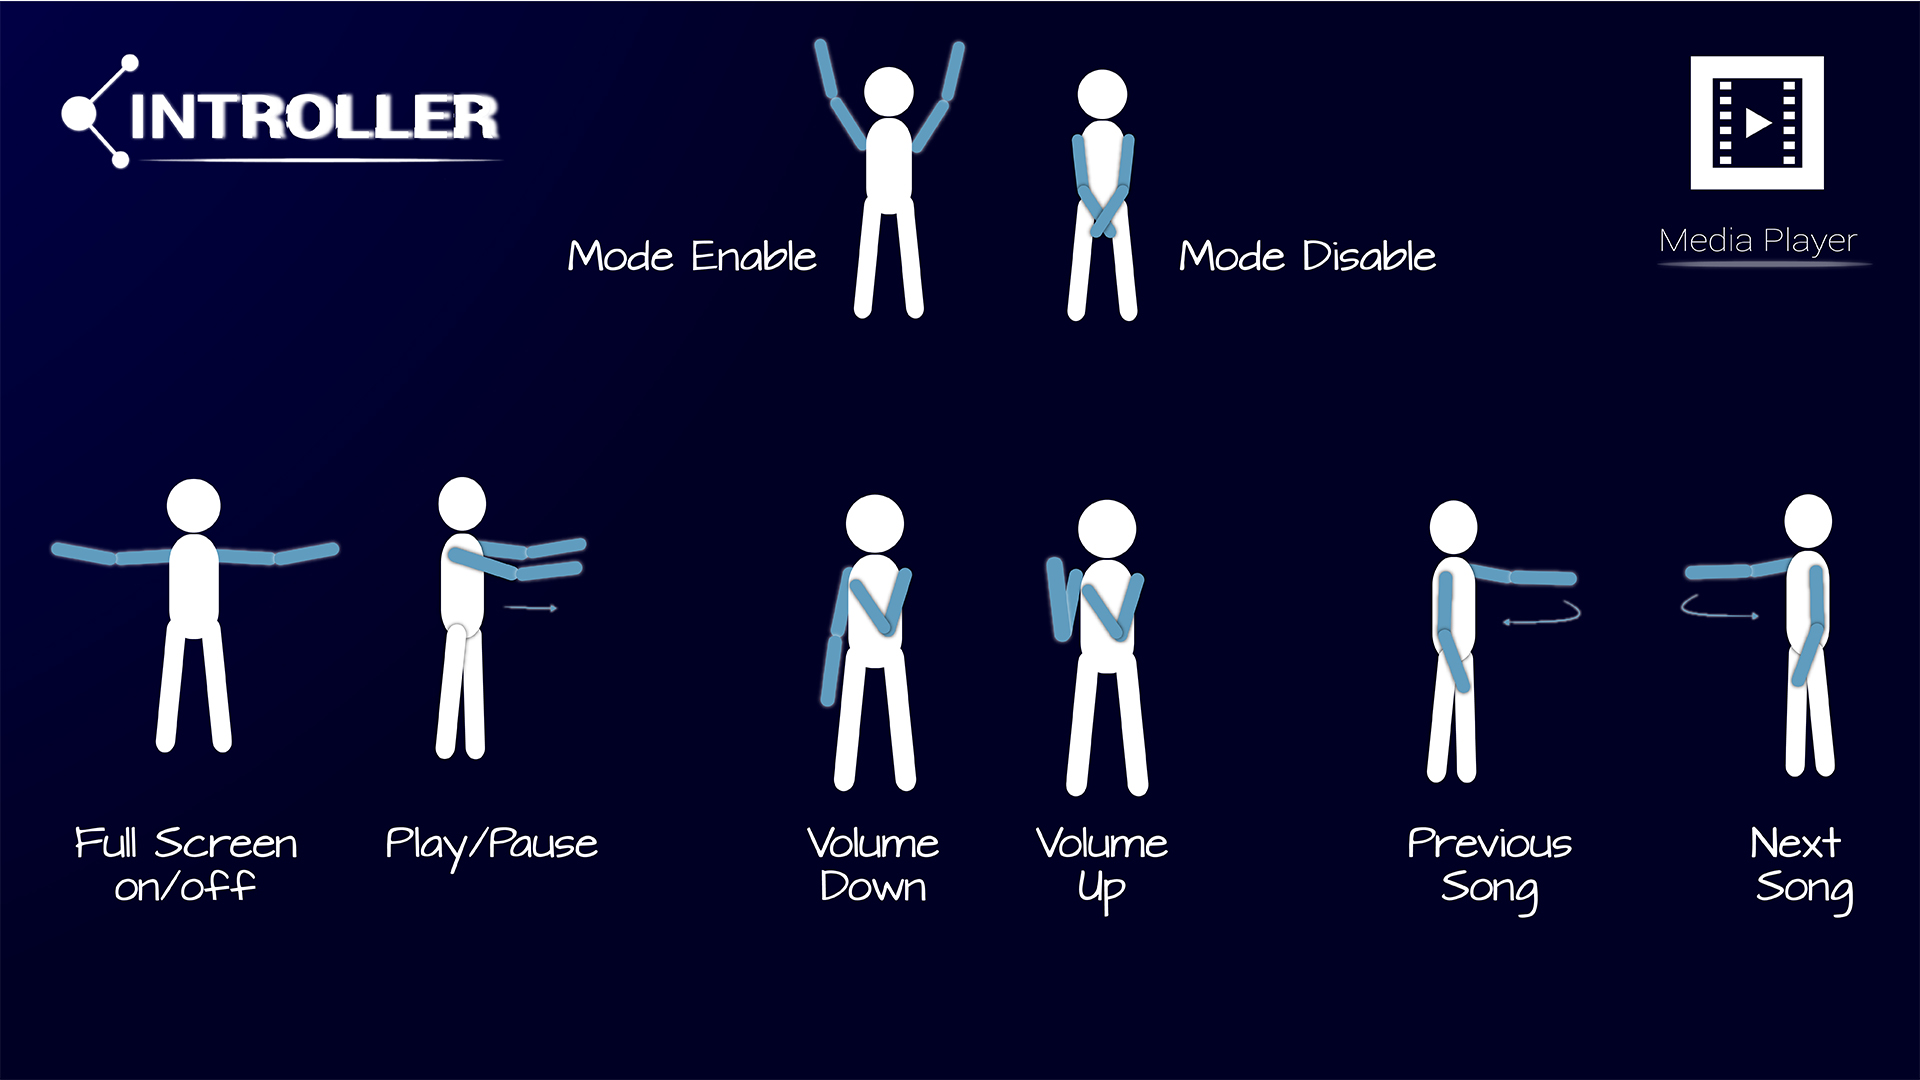 INTROLLER
Mode Enable
Mode Disable
Media Player
Full Screen
on/off
Play/Pause
Volume
Down
Volume
Up
Previous
Song
Next
Song